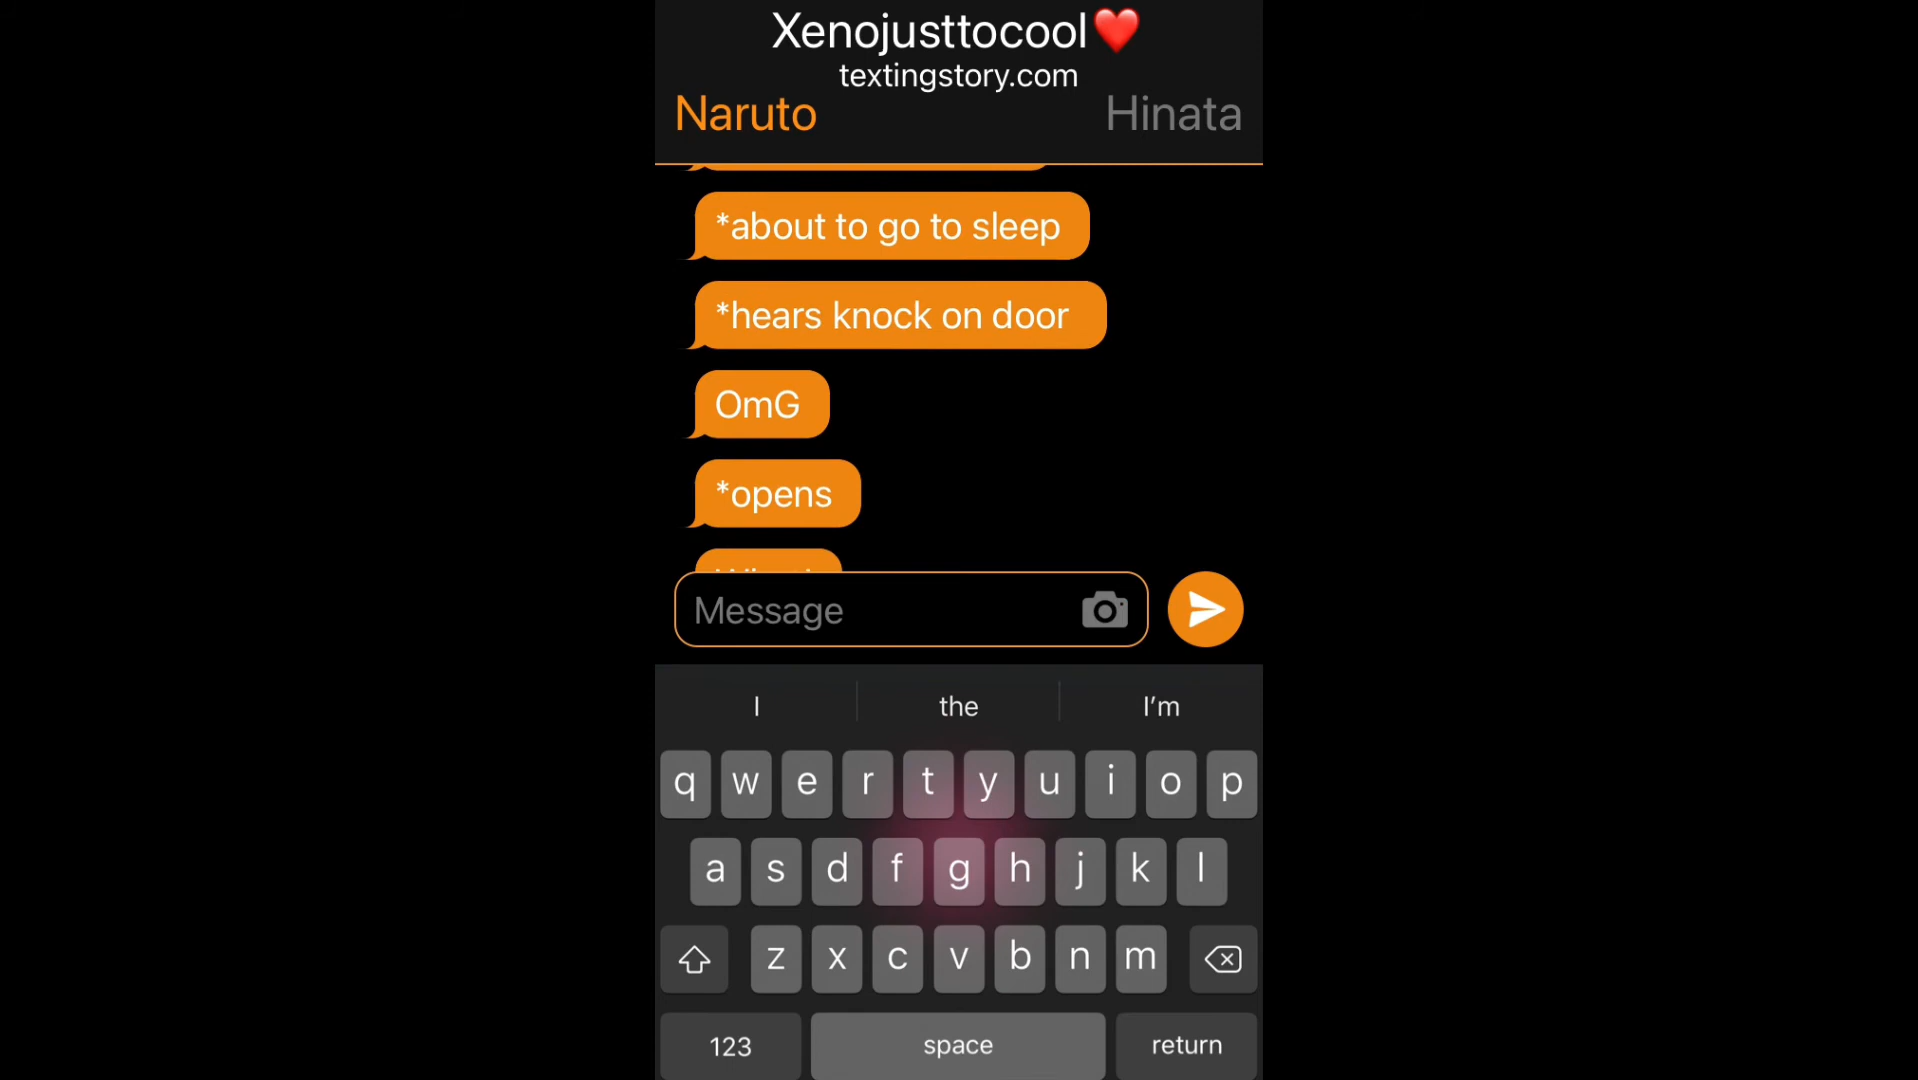 Xenojusttocool❤️
textingstory.com
Naruto
Hinata
*about to go to sleep
*hears knock on door
OmG
*opens
Message
I
the
I’m
q w e r t y u i o p
a s d f g h j k l
z x c v b n m
123
space
return